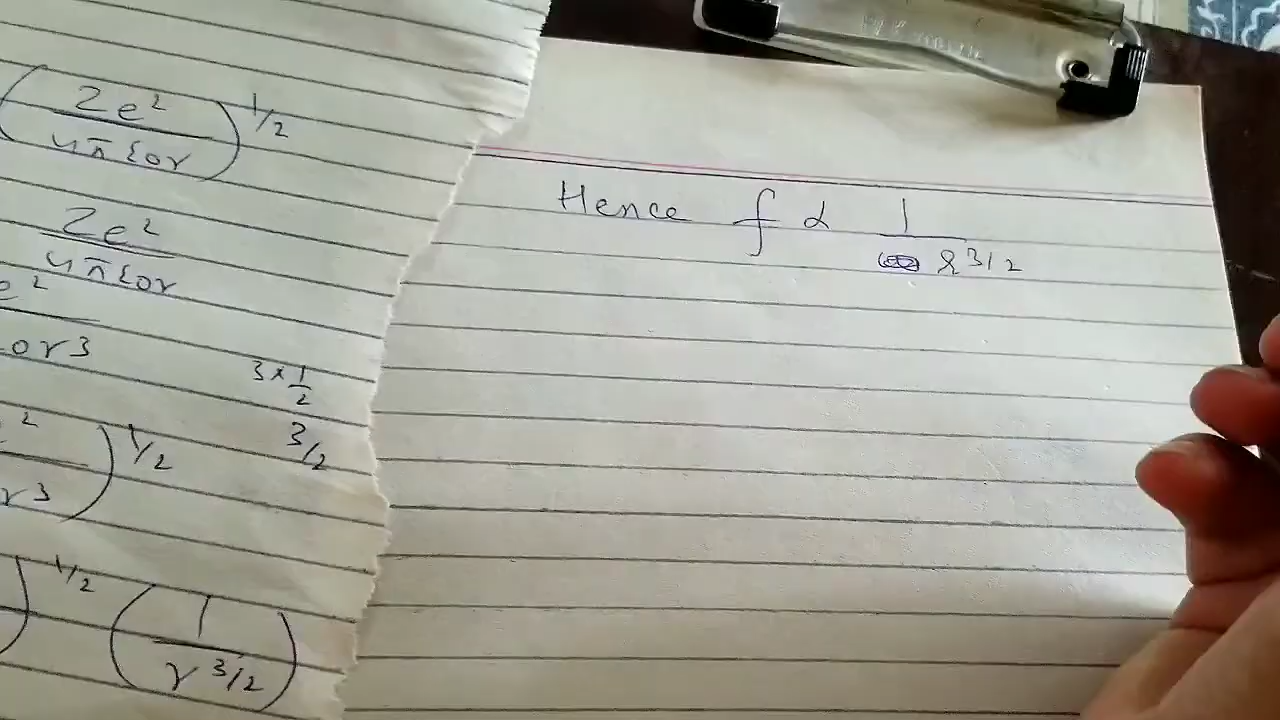 (Ze²/4πε0r)^1/2
Ze²/4πε0r
e²/0r³
3×1/2
²/r³)^1/2
3/2
)^1/2 (1/r^3/2)
Hence f α 1/r^3/2